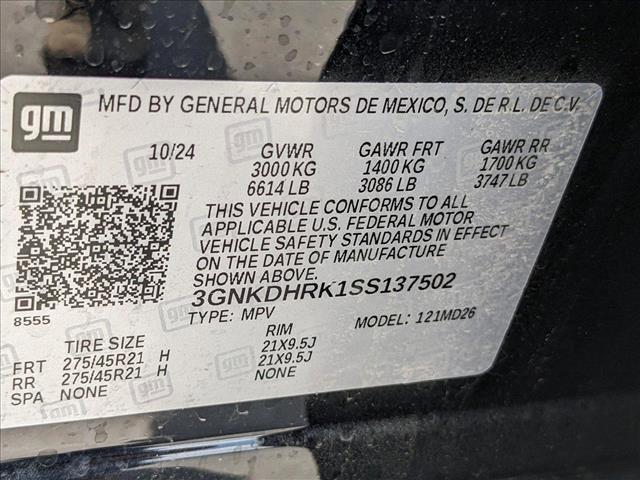 gm MFD BY GENERAL MOTORS DE MEXICO, S. DE R.L. DE C.V.
10/24 GVWR GAWR FRT GAWR RR
3000 KG 1400 KG 1700 KG
6614 LB 3086 LB 3747 LB
THIS VEHICLE CONFORMS TO ALL
APPLICABLE U.S. FEDERAL MOTOR
VEHICLE SAFETY STANDARDS IN EFFECT
ON THE DATE OF MANUFACTURE
SHOWN ABOVE.
8555
3GNKDHRK1SS137502
TYPE: MPV MODEL: 121MD26
TIRE SIZE RIM
FRT 275/45R21 H 21X9.5J
RR 275/45R21 H 21X9.5J
SPA NONE NONE